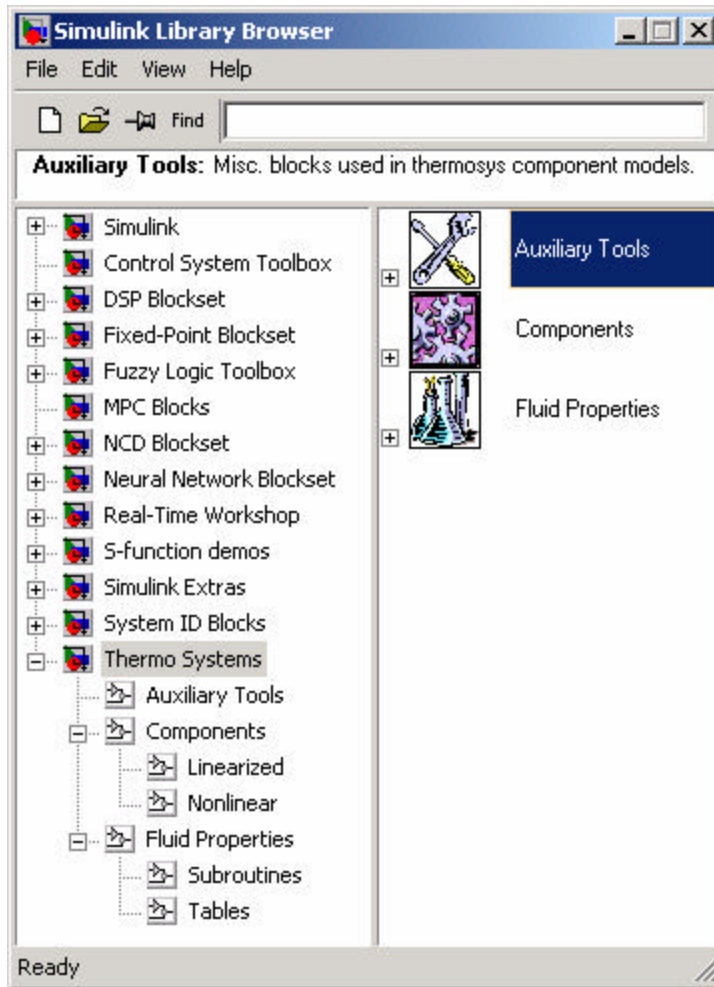 Simulink Library Browser
File Edit View Help
Find
Auxiliary Tools: Misc. blocks used in thermosys component models.
Simulink
Control System Toolbox
DSP Blockset
Fixed-Point Blockset
Fuzzy Logic Toolbox
MPC Blocks
NCD Blockset
Neural Network Blockset
Real-Time Workshop
S-function demos
Simulink Extras
System ID Blocks
Thermo Systems
Auxiliary Tools
Components
Linearized
Nonlinear
Fluid Properties
Subroutines
Tables
Auxiliary Tools
Components
Fluid Properties
Ready